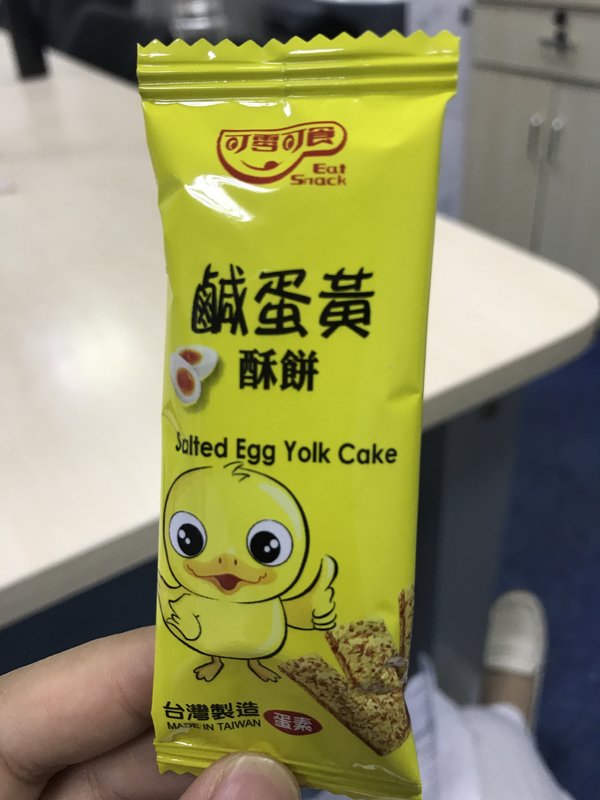 可雪可食
Eat
Snack
鹹蛋黃
酥餅
Salted Egg Yolk Cake
台灣製造
MADE IN TAIWAN
蛋素